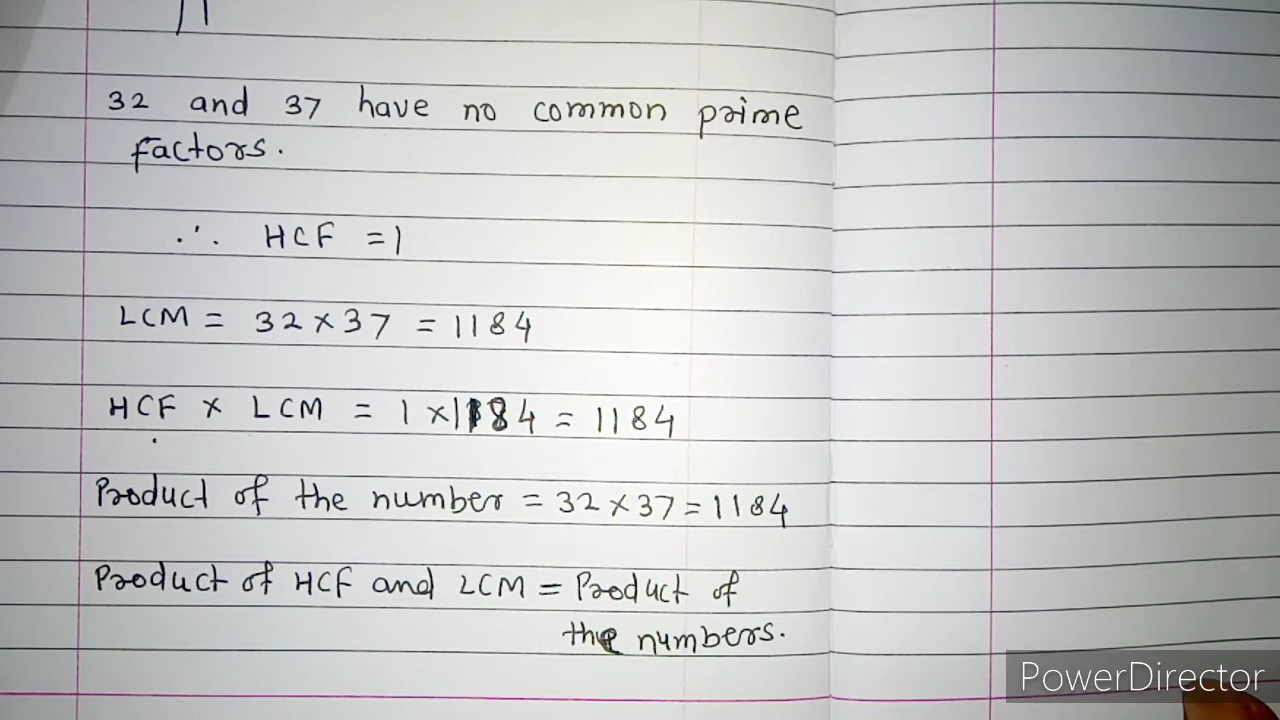 32 and 37 have no common prime
factors.
∴ HCF = 1
LCM = 32 × 37 = 1184
HCF × LCM = 1 × 1184 = 1184
Product of the number = 32 × 37 = 1184
Product of HCF and LCM = Product of
the numbers.
PowerDirector